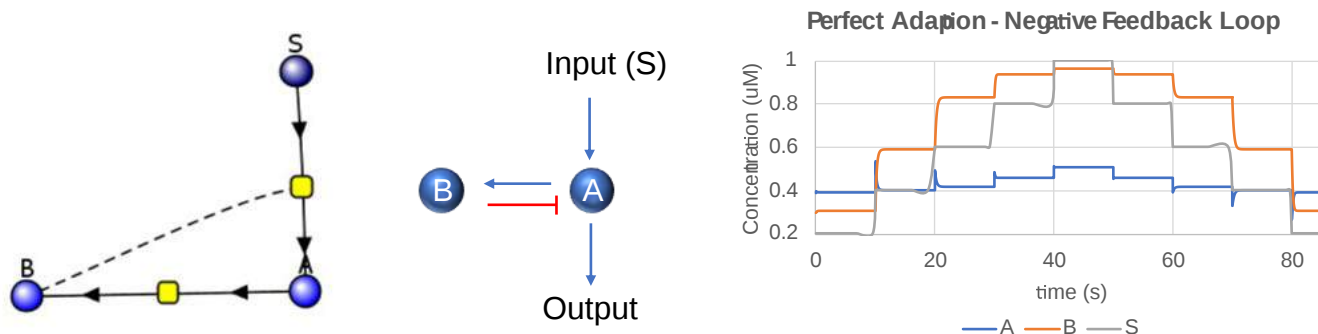 S
B
A
Input (S)
B
A
Output
Perfect Adaption - Negative Feedback Loop
Concentration (uM)
1
0.8
0.6
0.4
0.2
0 20 40 60 80
time (s)
A B S